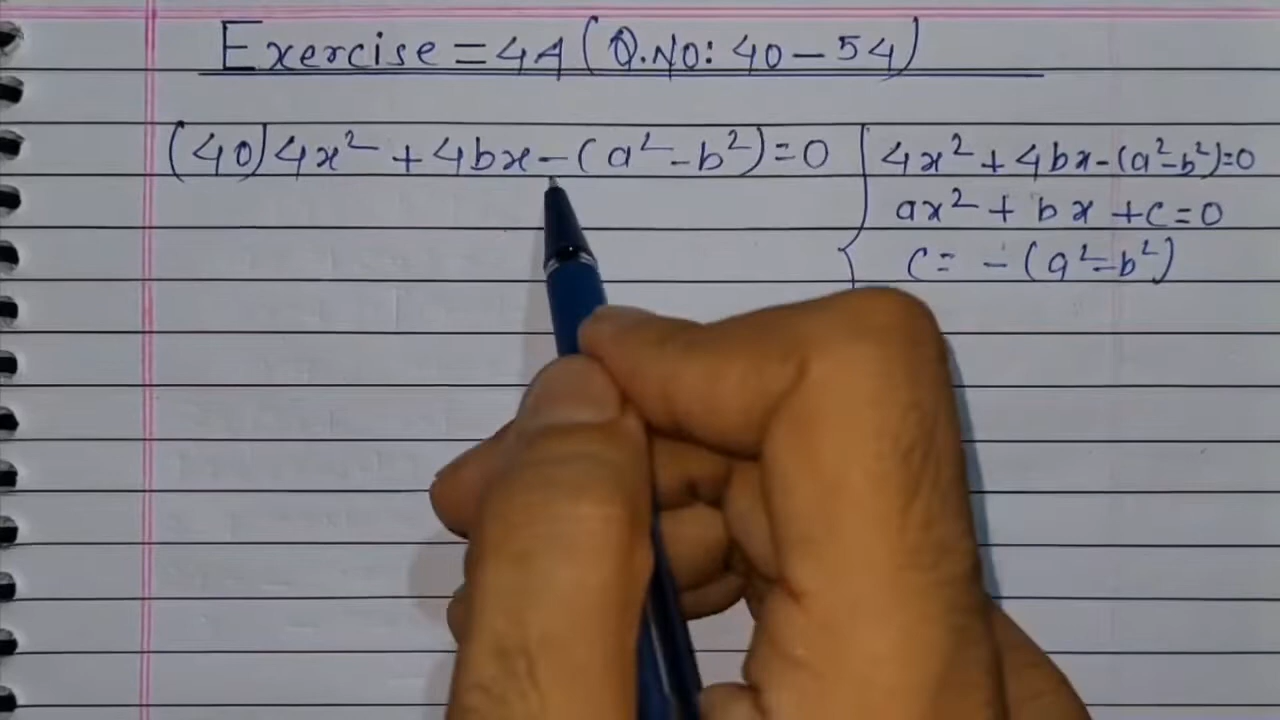 Exercise = 4A (Q.NO: 40 - 54)
(40) 4x² + 4bx - (a² - b²) = 0
4x² + 4bx - (a² - b²) = 0
ax² + bx + c = 0
c = - (a² - b²)